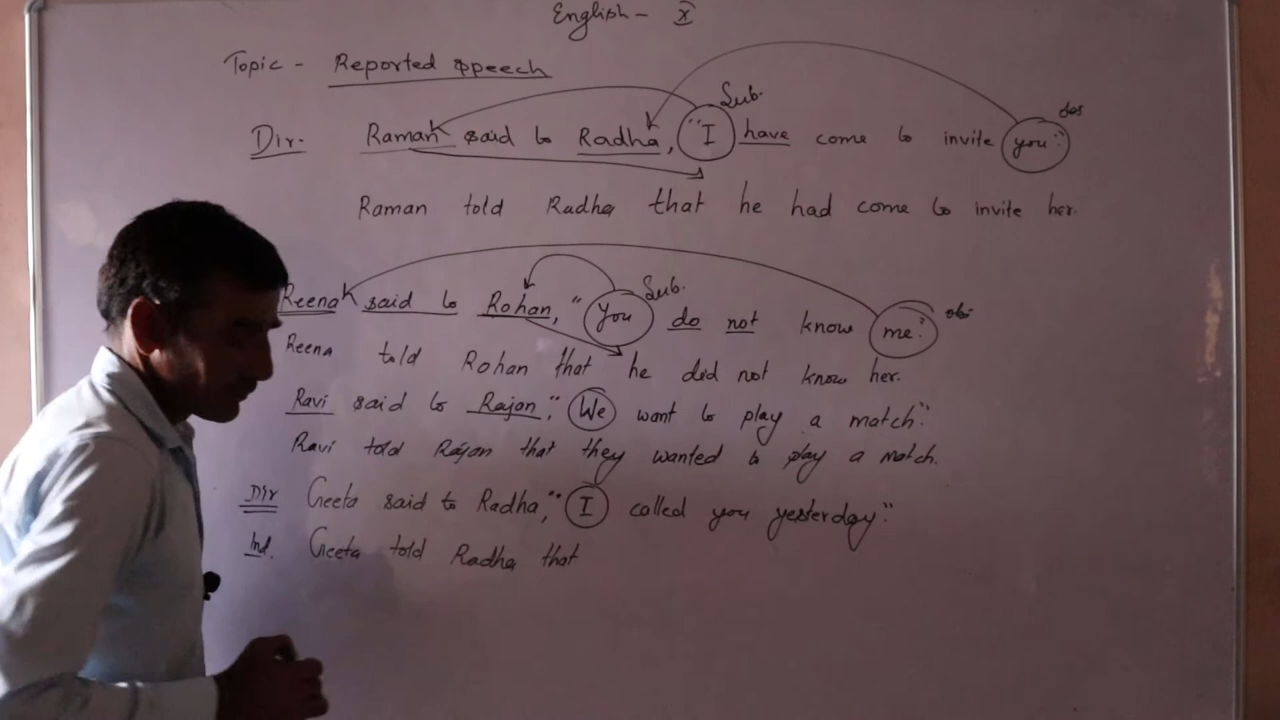 English - X
Topic - Reported Speech
Sub.
Dir. Raman said to Radha, "I have come to invite you."
Raman told Radha that he had come to invite her.
Sub.
Reena said to Rohan, "You do not know me."
Reena told Rohan that he did not know her.
Ravi said to Rajan, "We want to play a match."
Ravi told Rajan that they wanted to play a match.
Dir Geeta said to Radha, "I called you yesterday."
Ind. Geeta told Radha that